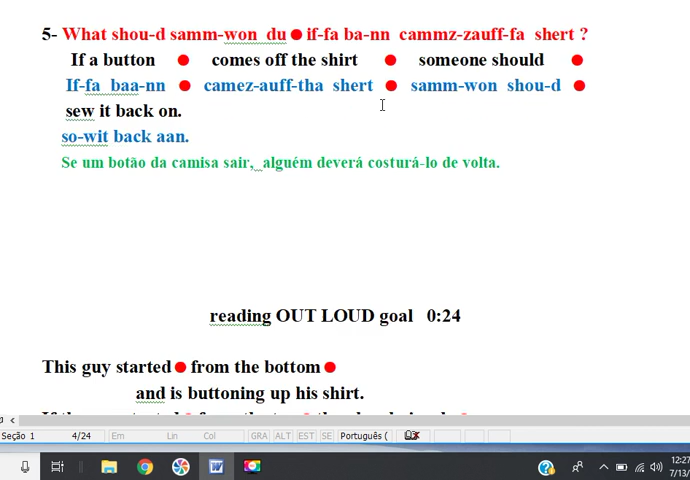 5- What shou-d samm-won du ● if-fa ba-nn cammz-zauff-fa shert ?
If a button ● comes off the shirt ● someone should ●
If-fa baa-nn ● camez-auff-tha shert ● samm-won shou-d ●
sew it back on.
so-wit back aan.
Se um botão da camisa sair, alguém deverá costurá-lo de volta.
reading OUT LOUD goal 0:24
This guy started ● from the bottom ●
and is buttoning up his shirt.
Seção 1 4/24 Em Lin Col GRA ALT EST SE Português (
12:27
7/13/